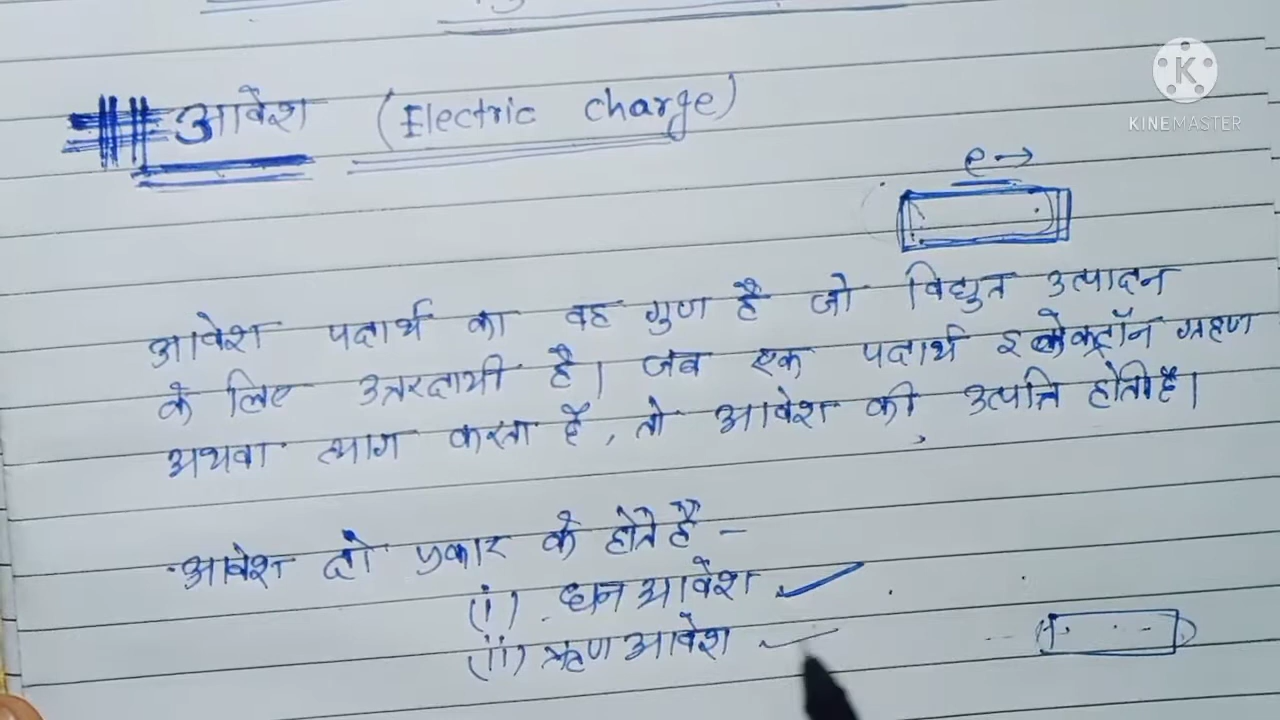 आवेश (Electric charge)
e→
आवेश पदार्थ का वह गुण है जो विद्युत उत्पादन
के लिए उत्तरदायी है। जब एक पदार्थ इलेक्ट्रॉन ग्रहण
अथवा त्याग करता है, तो आवेश की उत्पत्ति होती है।
आवेश दो प्रकार के होते है –
(i) धन आवेश ✓
(ii) ऋण आवेश ✓
KINEMASTER